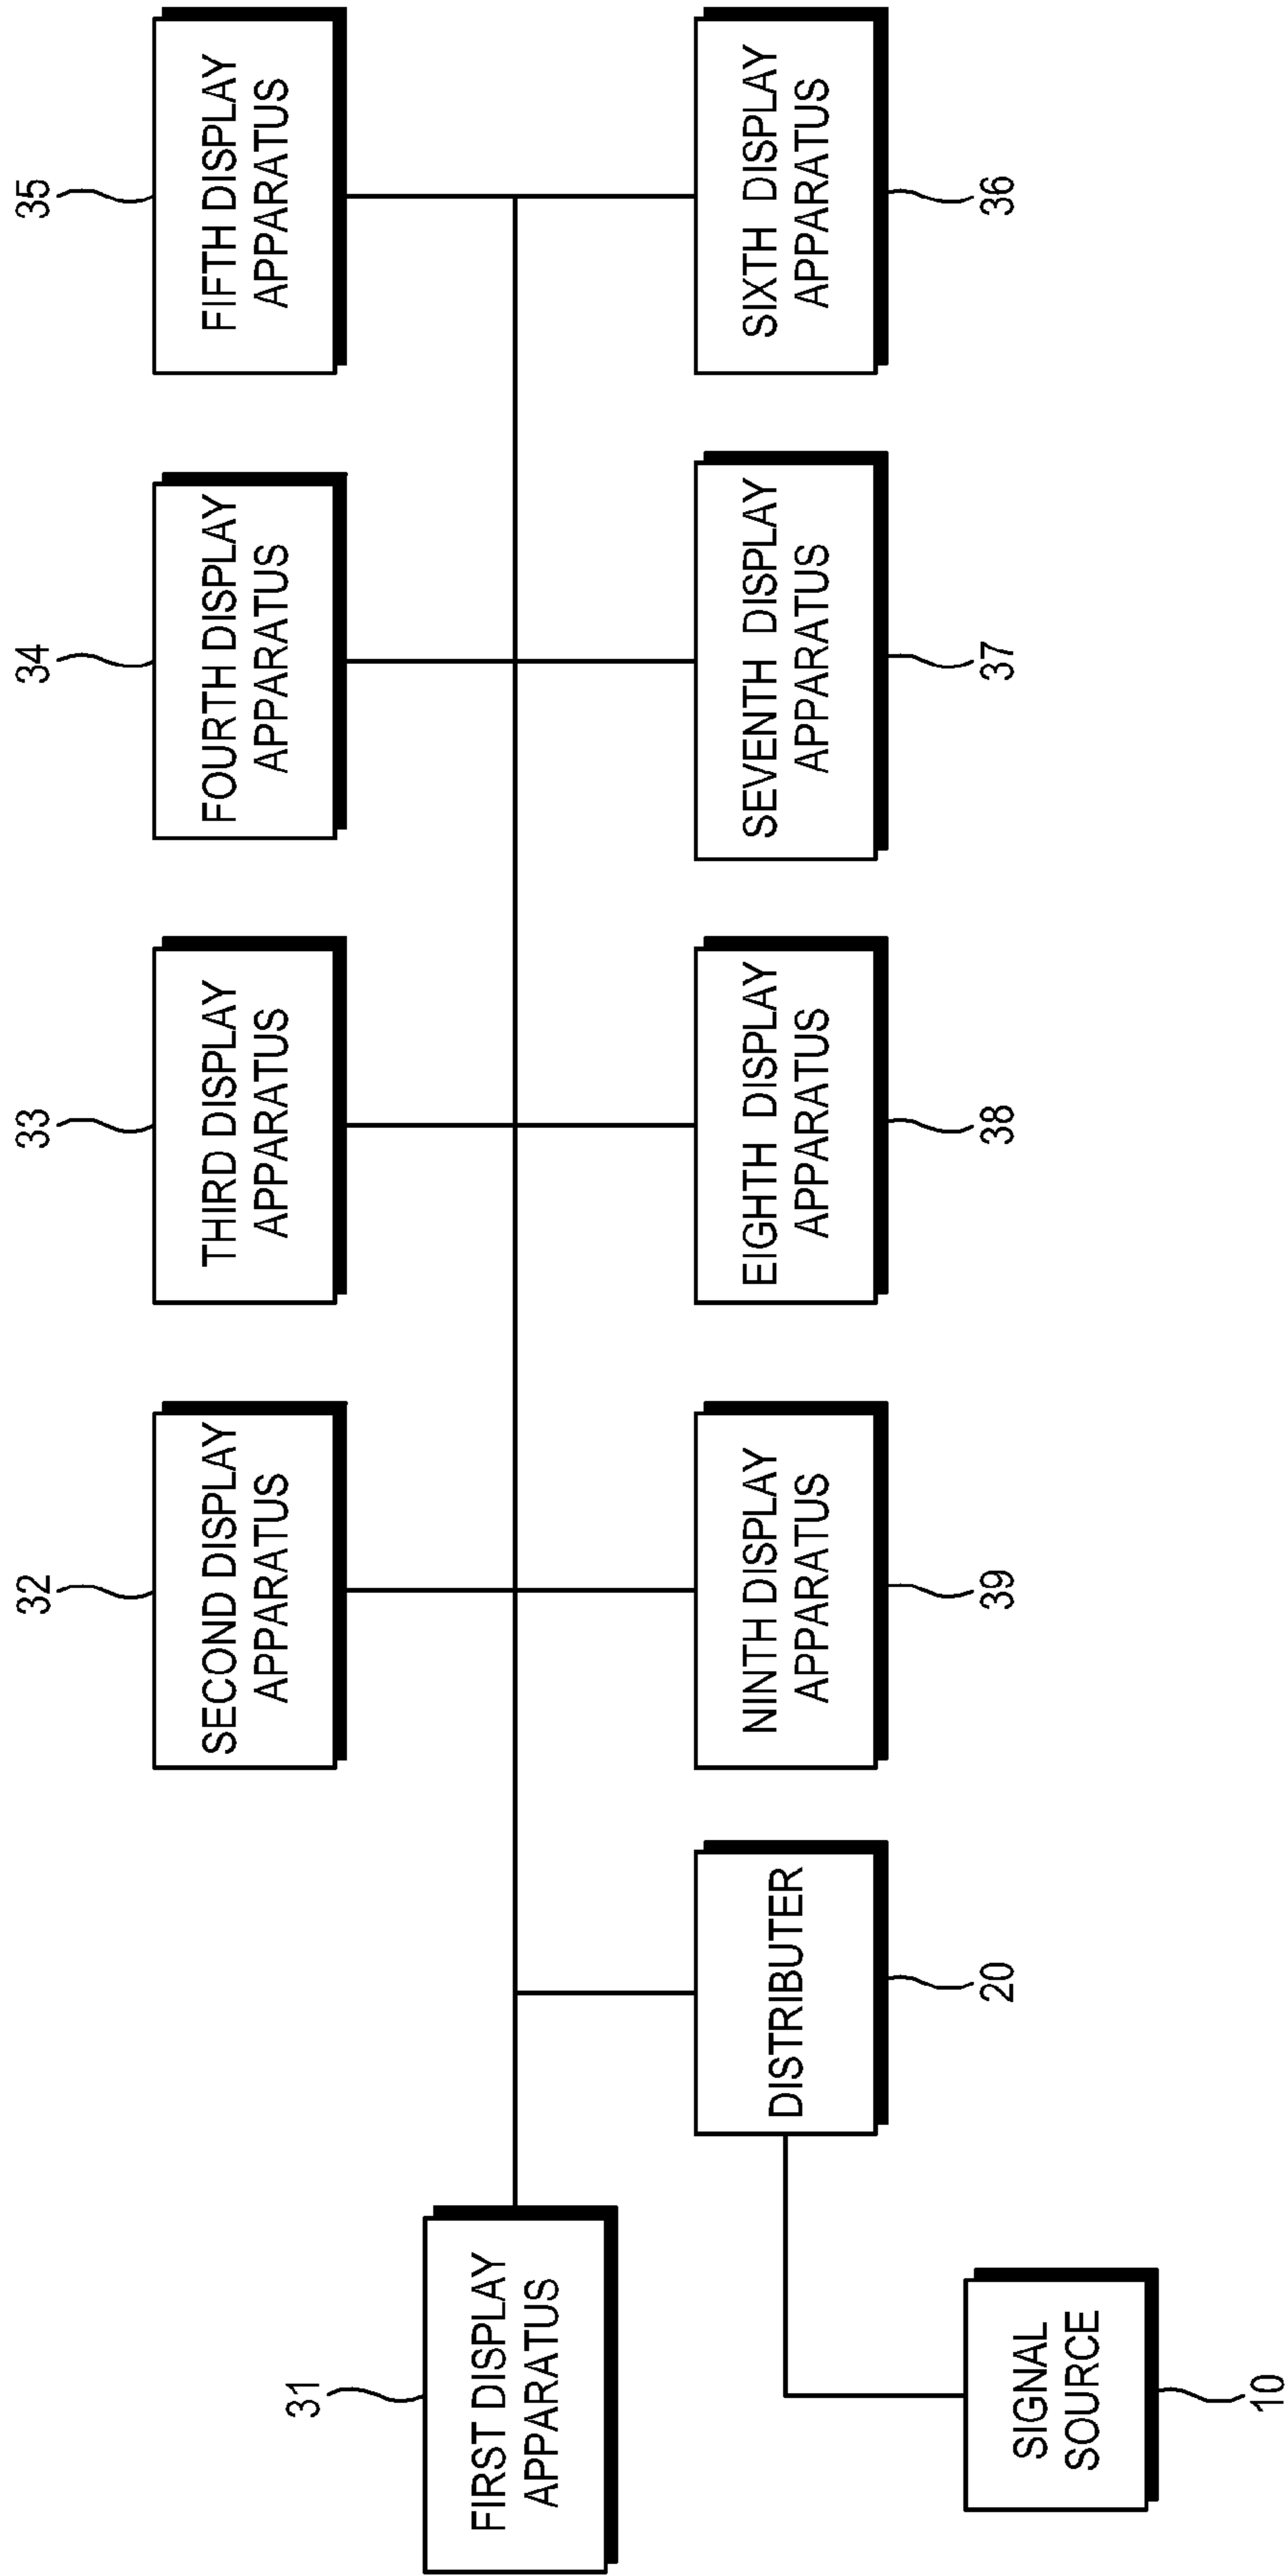 31
FIRST DISPLAY
APPARATUS
32
SECOND DISPLAY
APPARATUS
33
THIRD DISPLAY
APPARATUS
34
FOURTH DISPLAY
APPARATUS
35
FIFTH DISPLAY
APPARATUS
SIGNAL
SOURCE
10
DISTRIBUTER
20
NINTH DISPLAY
APPARATUS
39
EIGHTH DISPLAY
APPARATUS
38
SEVENTH DISPLAY
APPARATUS
37
SIXTH DISPLAY
APPARATUS
36